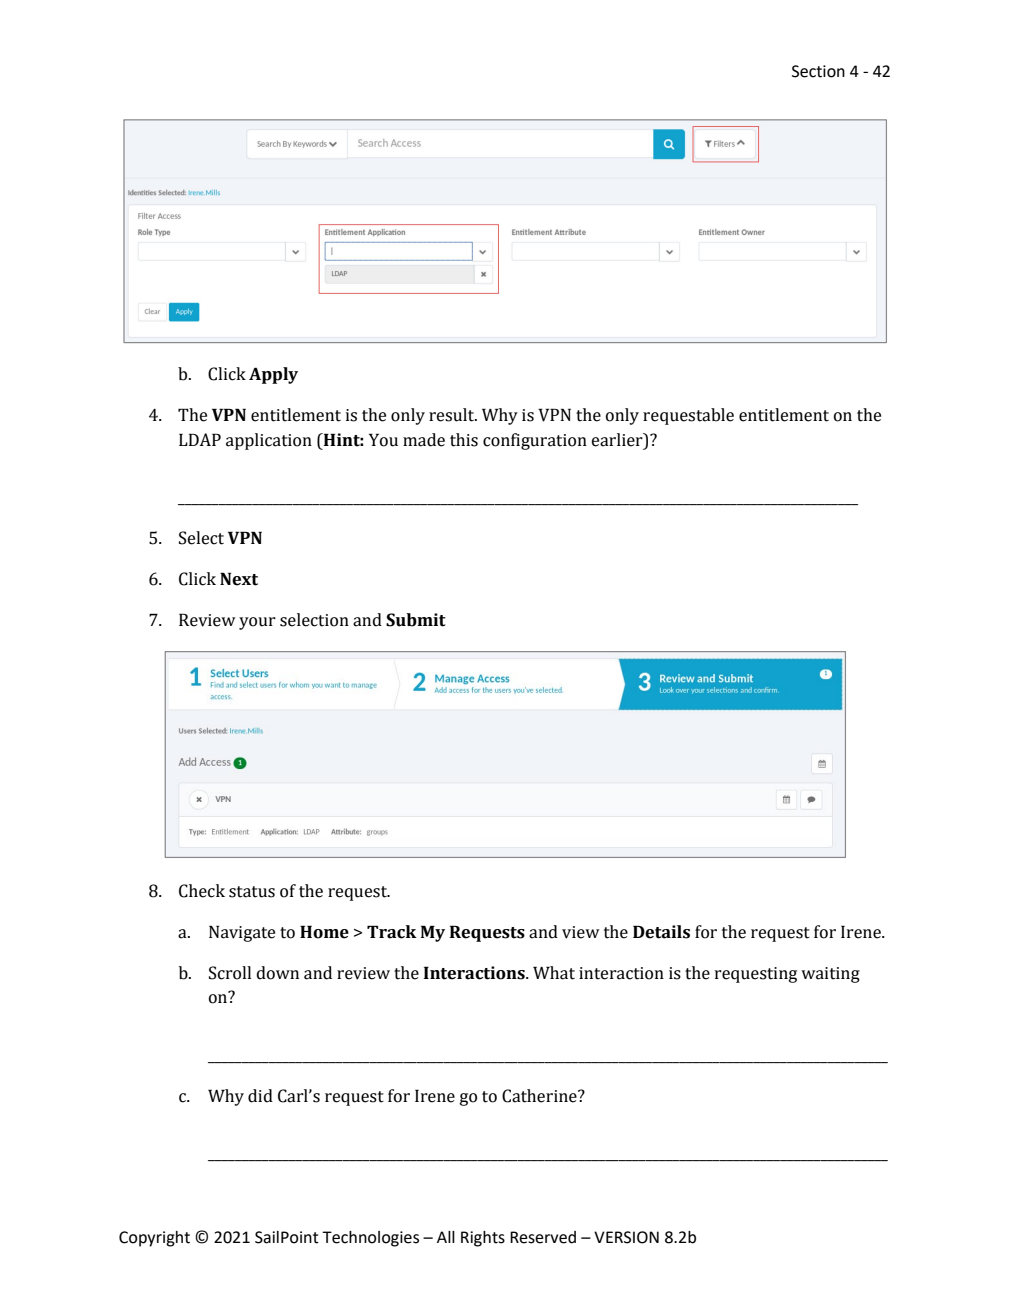 Section 4 - 42
Search By Keywords
Search Access
Filters
Identities Selected: Irene.Mills
Filter Access
Role Type
Entitlement Application
Entitlement Attribute
Entitlement Owner
LDAP
Clear
Apply
b. Click Apply
4. The VPN entitlement is the only result. Why is VPN the only requestable entitlement on the
LDAP application (Hint: You made this configuration earlier)?
5. Select VPN
6. Click Next
7. Review your selection and Submit
1 Select Users
Find and select users for whom you want to manage
access.
2 Manage Access
Add access for the users you've selected.
3 Review and Submit
Look over your selections and confirm.
1
Users Selected: Irene.Mills
Add Access 1
VPN
Type: Entitlement Application: LDAP Attribute: groups
8. Check status of the request.
a. Navigate to Home > Track My Requests and view the Details for the request for Irene.
b. Scroll down and review the Interactions. What interaction is the requesting waiting
on?
c. Why did Carl's request for Irene go to Catherine?
Copyright © 2021 SailPoint Technologies – All Rights Reserved – VERSION 8.2b